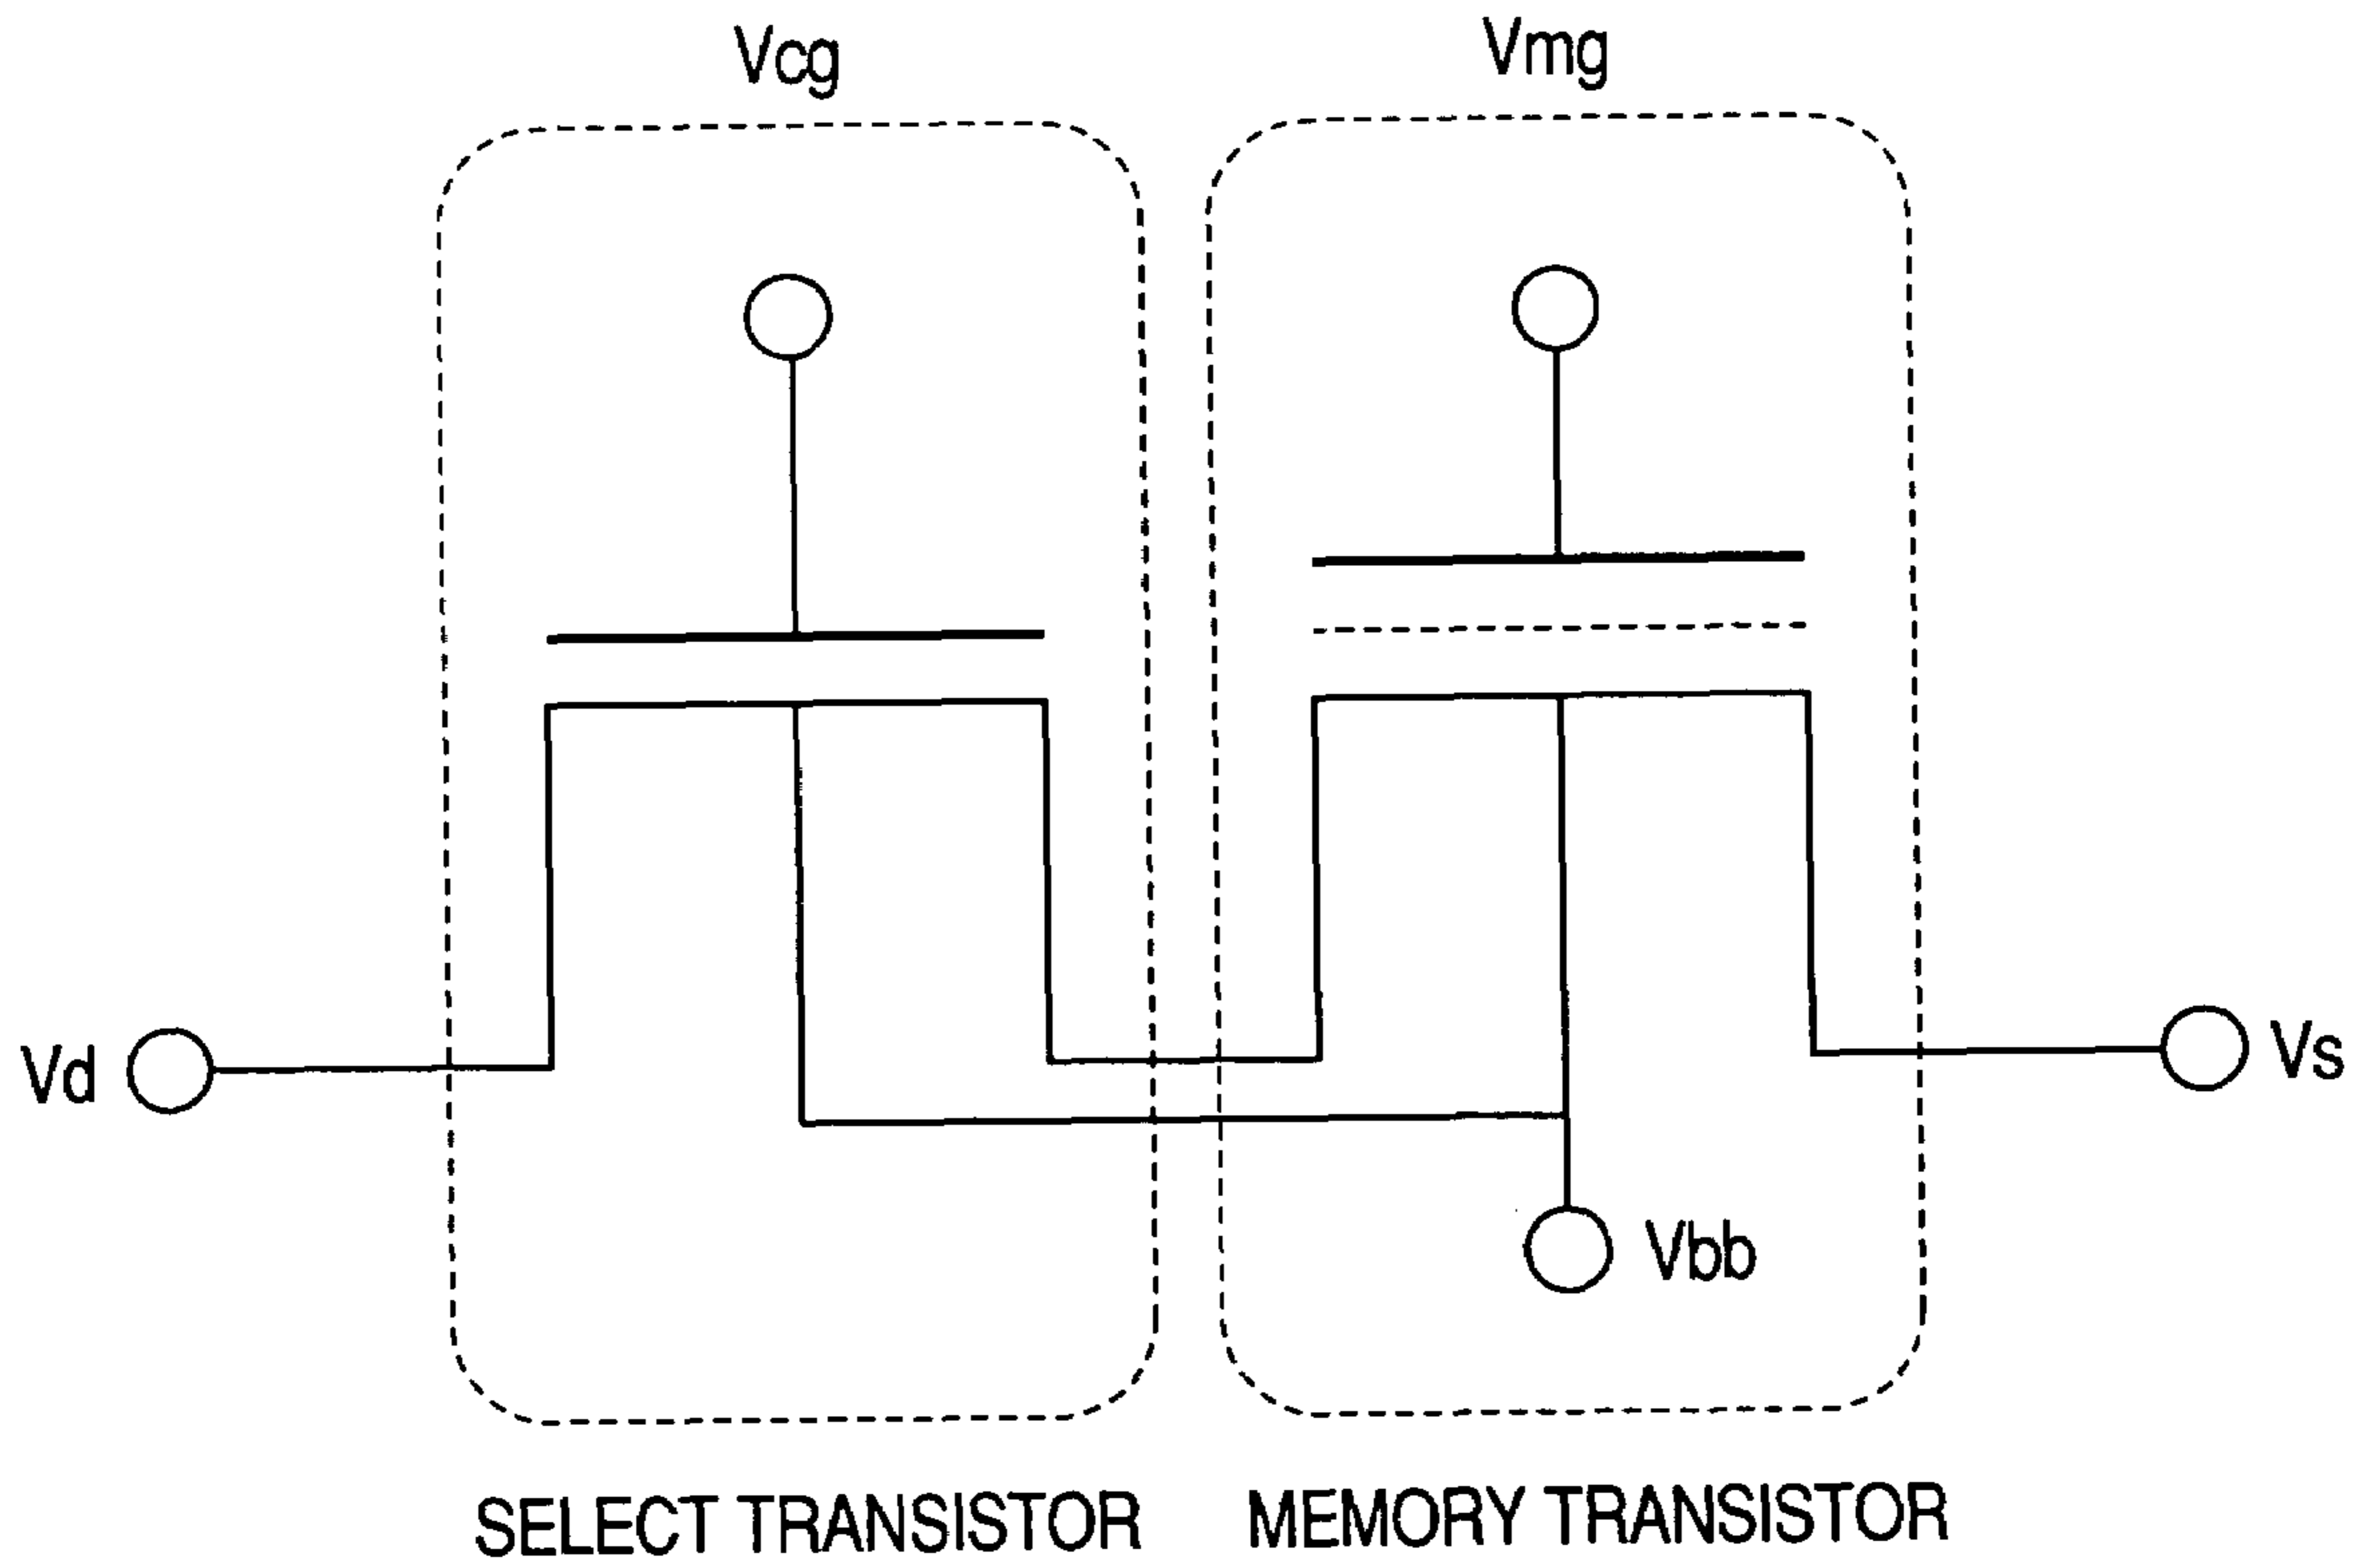 Vcg
Vmg
Vd
Vs
Vbb
SELECT TRANSISTOR
MEMORY TRANSISTOR